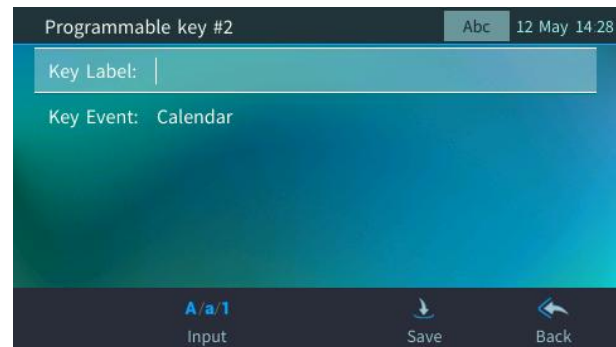 Programmable key #2 Abc 12 May 14:28
Key Label:
Key Event: Calendar
A/a/1
Input Save Back